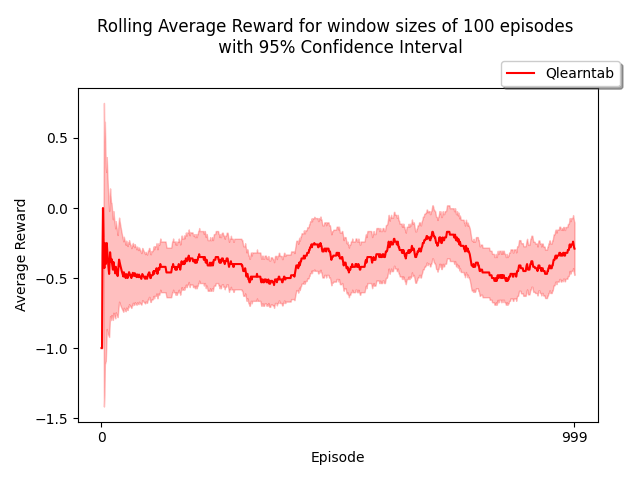 Rolling Average Reward for window sizes of 100 episodes
with 95% Confidence Interval
Qlearntab
Average Reward
0.5
0.0
−0.5
−1.0
−1.5
0
999
Episode